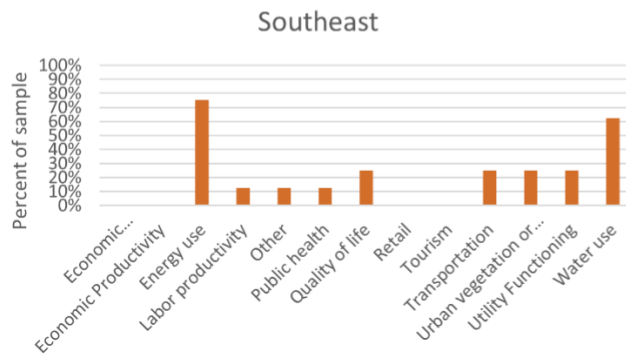 Southeast
Percent of sample
100%
90%
80%
70%
60%
50%
40%
30%
20%
10%
0%
Economic...
Economic Productivity
Energy use
Labor productivity
Other
Public health
Quality of life
Retail
Tourism
Transportation
Urban vegetation or...
Utility Functioning
Water use